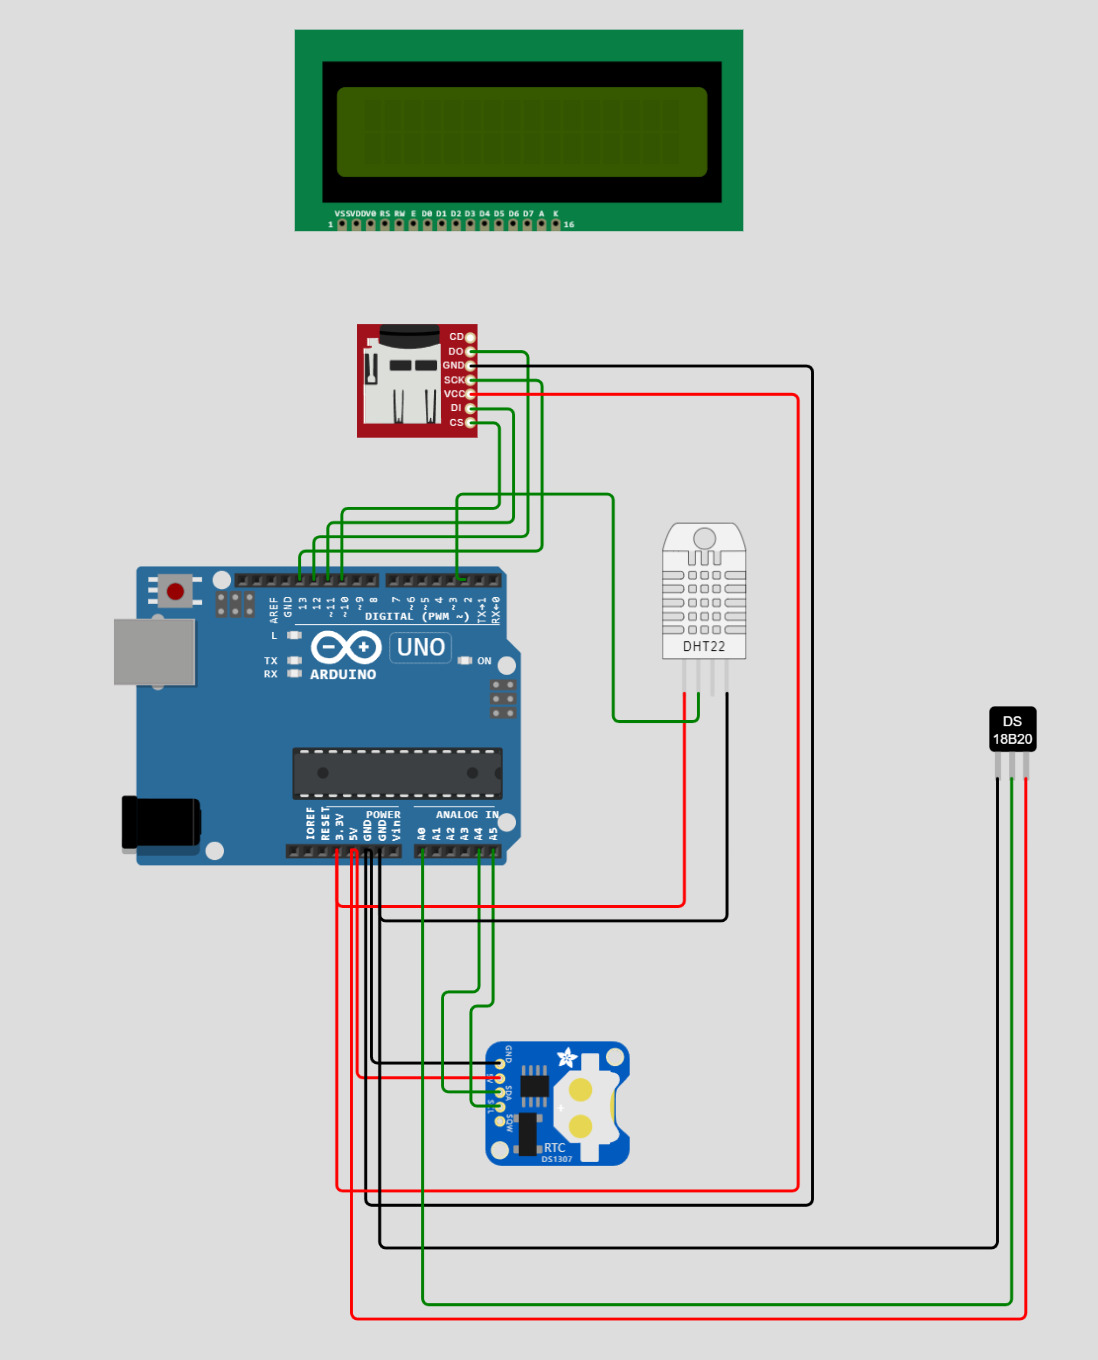 VSS VDD V0 RS RW E D0 D1 D2 D3 D4 D5 D6 D7 A K
1 16
CD
DO
GND
SCK
VCC
DI
CS
DHT22
DS
18B20
AREF
GND
13
12
~11
~10
~9
8
7
~6
~5
4
~3
2
TX→1
RX←0
DIGITAL (PWM ~)
L
TX
RX
ON
UNO
ARDUINO
POWER
ANALOG IN
IOREF
RESET
3.3V
5V
GND
GND
Vin
A0
A1
A2
A3
A4
A5
GND
5V
SDA
SCL
SQW
RTC
DS1307